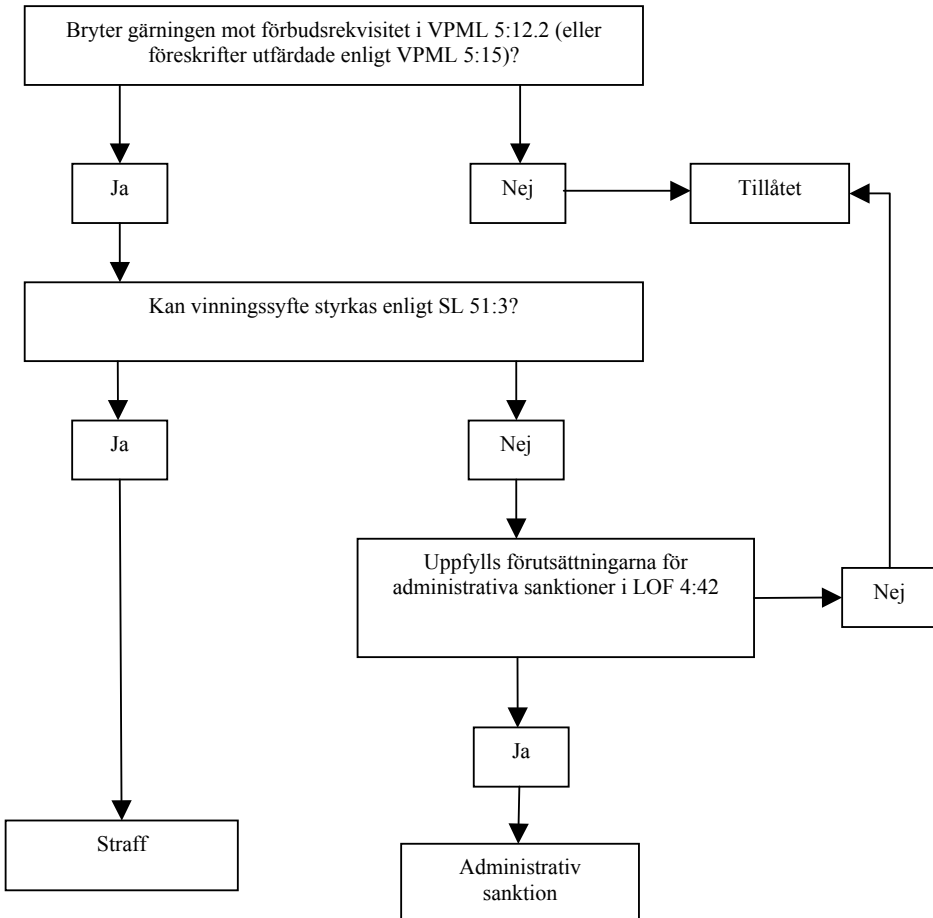 Bryter gärningen mot förbudsrekvisitet i VPML 5:12.2 (eller
föreskrifter utfärdade enligt VPML 5:15)?
Ja
Nej
Tillåtet
Kan vinningssyfte styrkas enligt SL 51:3?
Ja
Nej
Uppfylls förutsättningarna för
administrativa sanktioner i LOF 4:42
Nej
Ja
Straff
Administrativ
sanktion